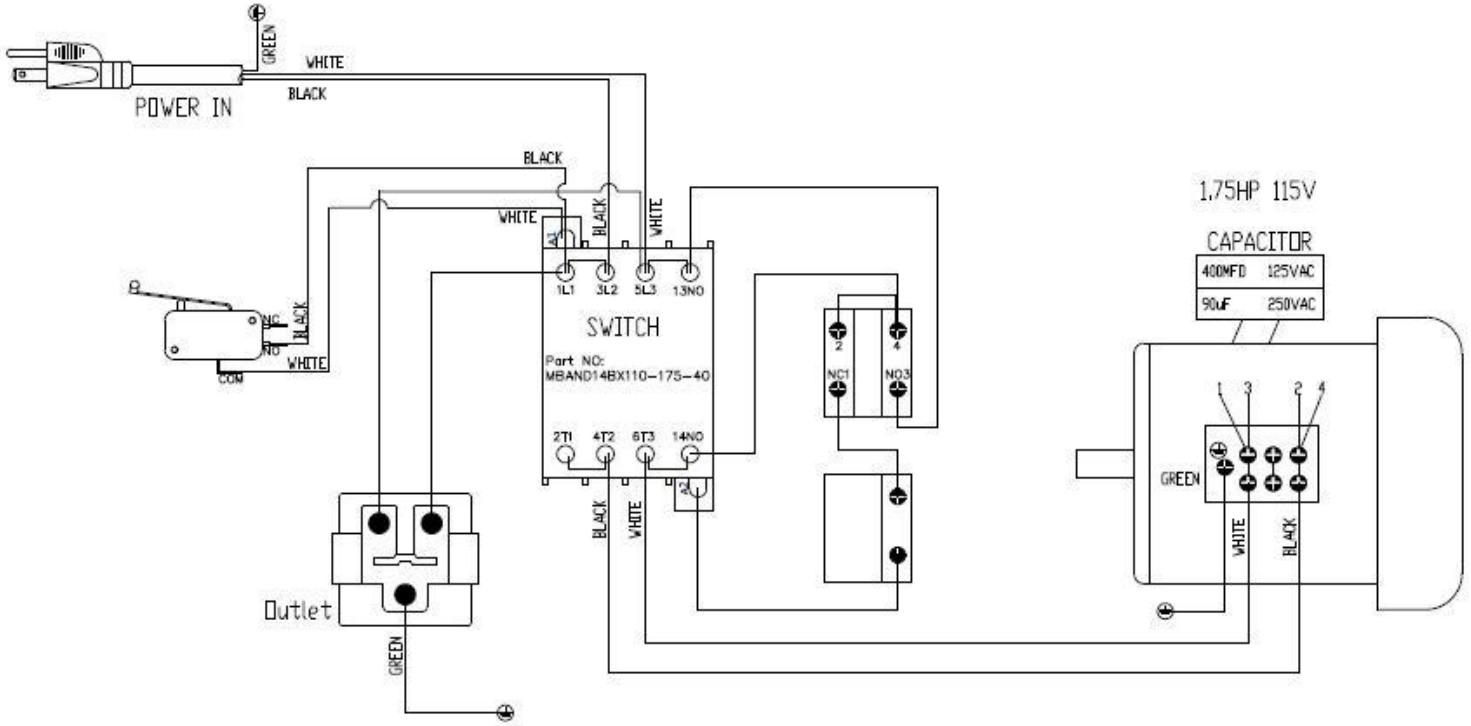 GREEN
WHITE
BLACK
POWER IN
BLACK
WHITE
BLACK
WHITE
A1
1L1 3L2 5L3 13NO
SWITCH
Part NO:
MBAND14BX110-175-40
2T1 4T2 6T3 14NO
A2
BLACK
WHITE
NC
NO
COM
BLACK
WHITE
2 4
NC1 NO3
1.75HP 115V
CAPACITOR
400MFD 125VAC
90uF 250VAC
1 3 2 4
GREEN
WHITE
BLACK
Outlet
GREEN